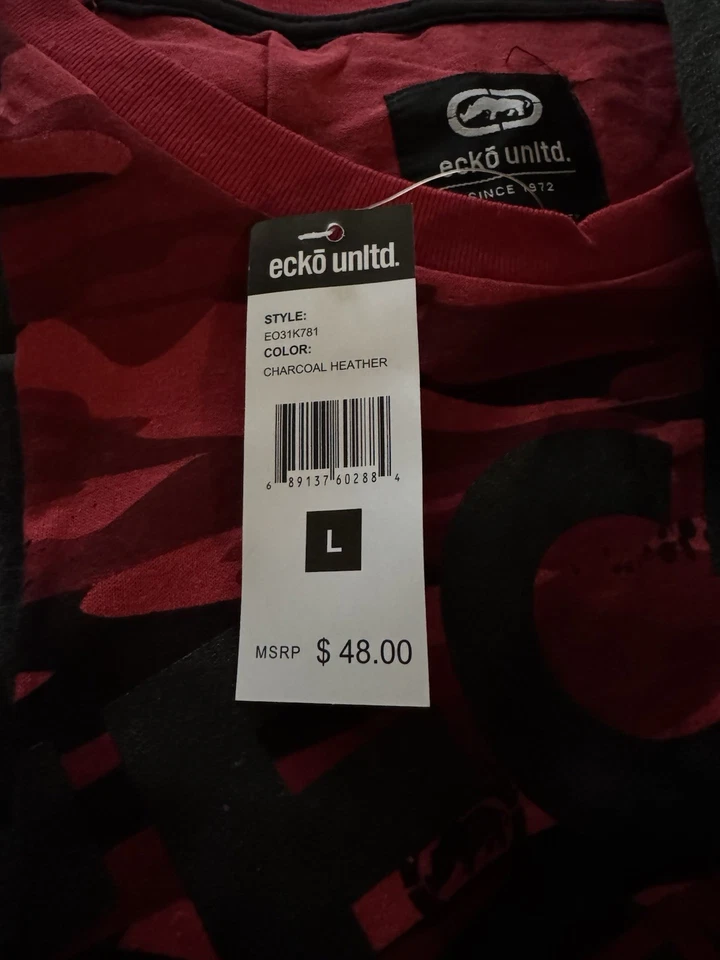 eckō unltd.
SINCE 1972
eckō unltd.
STYLE:
EO31K781
COLOR:
CHARCOAL HEATHER
6 89137 60288 4
L
MSRP $ 48.00
C